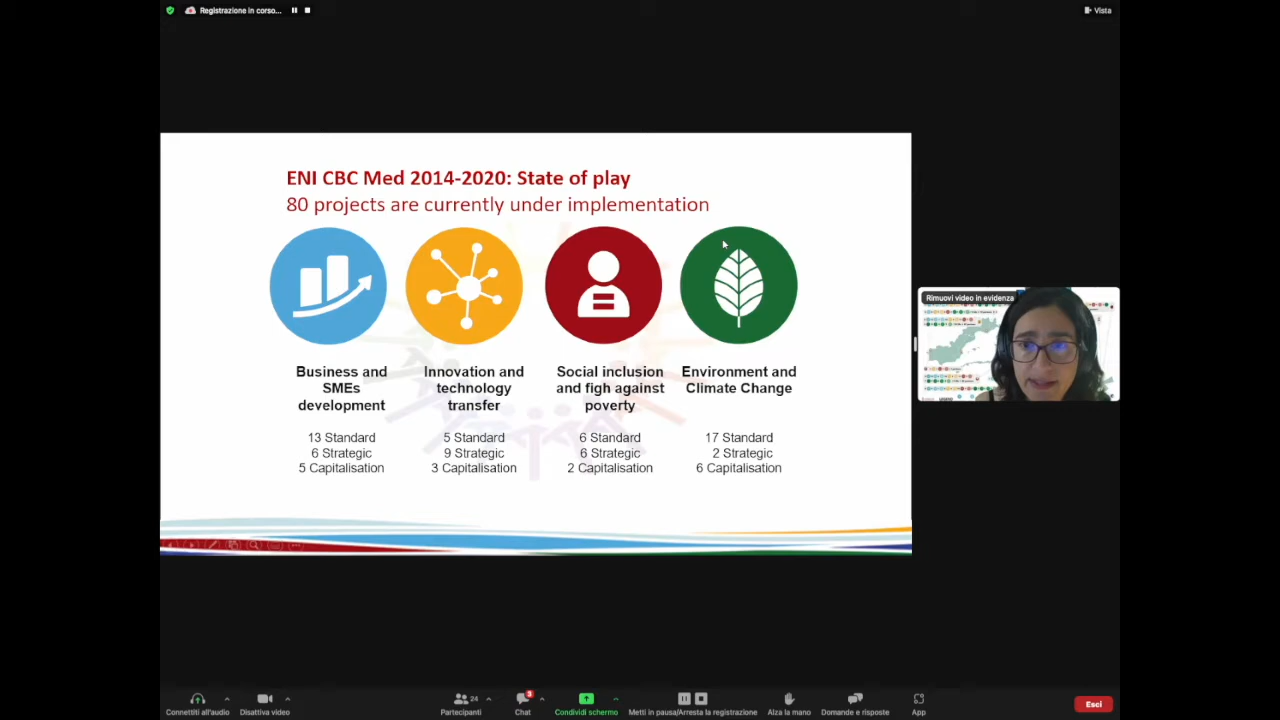 Registrazione in corso...
Vista
ENI CBC Med 2014-2020: State of play
80 projects are currently under implementation
Business and
SMEs
development
13 Standard
6 Strategic
5 Capitalisation
Innovation and
technology
transfer
5 Standard
9 Strategic
3 Capitalisation
Social inclusion
and figh against
poverty
6 Standard
6 Strategic
2 Capitalisation
Environment and
Climate Change
17 Standard
2 Strategic
6 Capitalisation
Rimuovi video in evidenza
Connettiti all'audio
Disattiva video
24
Partecipanti
3
Chat
Condividi schermo
Metti in pausa/Arresta la registrazione
Alza la mano
Domande e risposte
App
Esci